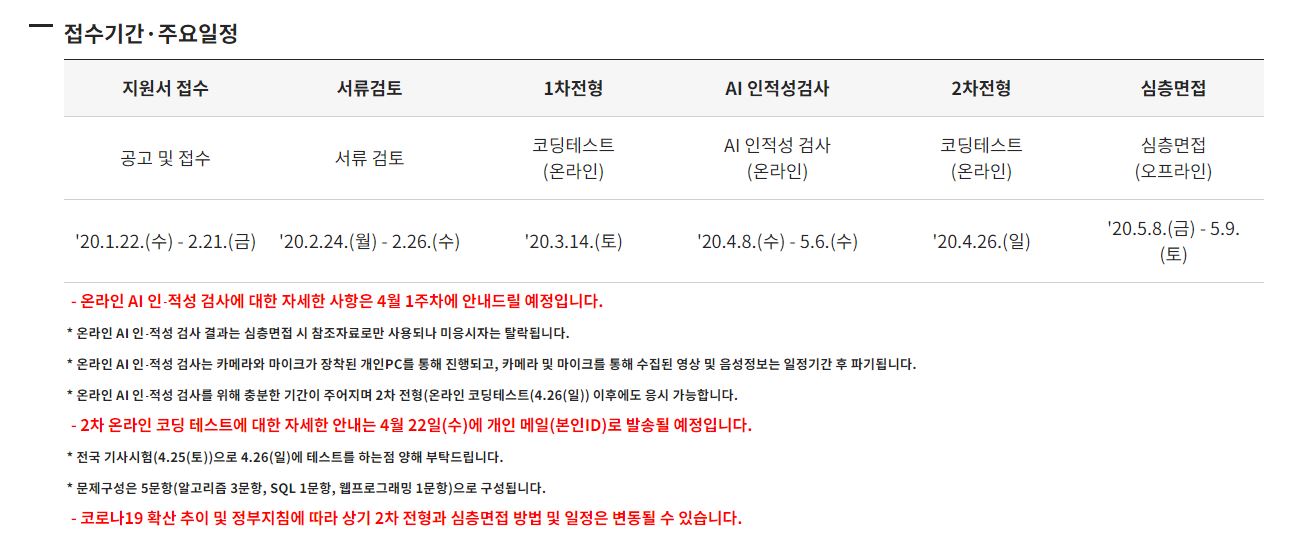 접수기간·주요일정
지원서 접수 서류검토 1차전형 AI 인적성검사 2차전형 심층면접
공고 및 접수 서류 검토 코딩테스트 AI 인적성 검사 코딩테스트 심층면접
(온라인) (온라인) (온라인) (오프라인)
'20.1.22.(수) - 2.21.(금) '20.2.24.(월) - 2.26.(수) '20.3.14.(토) '20.4.8.(수) - 5.6.(수) '20.4.26.(일) '20.5.8.(금) - 5.9.
(토)
- 온라인 AI 인·적성 검사에 대한 자세한 사항은 4월 1주차에 안내드릴 예정입니다.
* 온라인 AI 인·적성 검사 결과는 심층면접 시 참조자료로만 사용되나 미응시자는 탈락됩니다.
* 온라인 AI 인·적성 검사는 카메라와 마이크가 장착된 개인PC를 통해 진행되고, 카메라 및 마이크를 통해 수집된 영상 및 음성정보는 일정기간 후 파기됩니다.
* 온라인 AI 인·적성 검사를 위해 충분한 기간이 주어지며 2차 전형(온라인 코딩테스트(4.26(일)) 이후에도 응시 가능합니다.
- 2차 온라인 코딩 테스트에 대한 자세한 안내는 4월 22일(수)에 개인 메일(본인ID)로 발송될 예정입니다.
* 전국 기사시험(4.25(토))으로 4.26(일)에 테스트를 하는점 양해 부탁드립니다.
* 문제구성은 5문항(알고리즘 3문항, SQL 1문항, 웹프로그래밍 1문항)으로 구성됩니다.
- 코로나19 확산 추이 및 정부지침에 따라 상기 2차 전형과 심층면접 방법 및 일정은 변동될 수 있습니다.